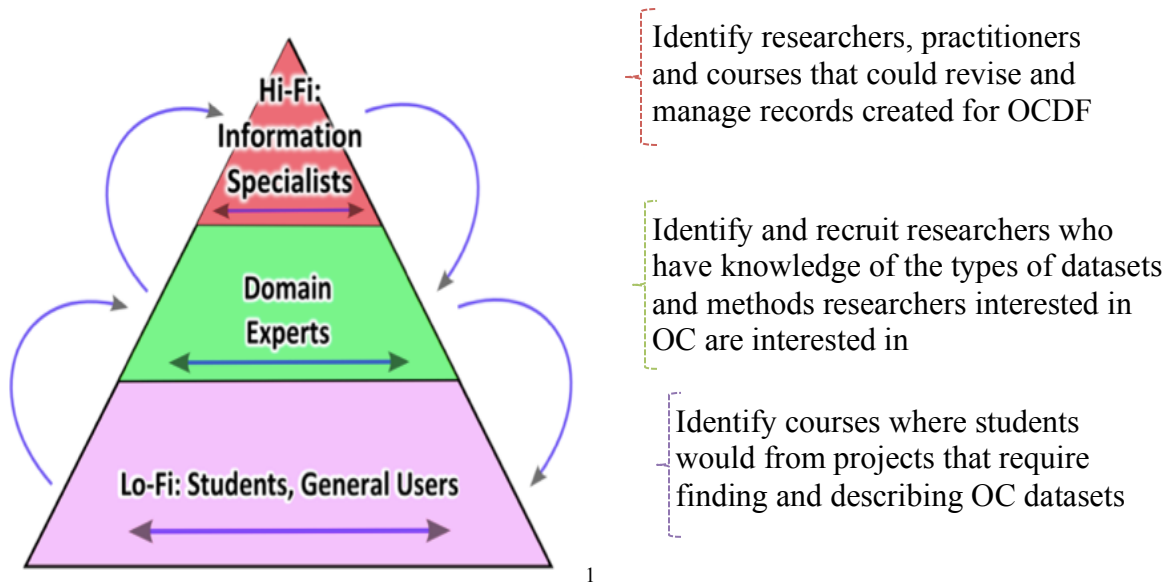 Hi-Fi:
Information
Specialists
Domain
Experts
Lo-Fi: Students, General Users
Identify researchers, practitioners
and courses that could revise and
manage records created for OCDF
Identify and recruit researchers who
have knowledge of the types of datasets
and methods researchers interested in
OC are interested in
Identify courses where students
would from projects that require
finding and describing OC datasets
1